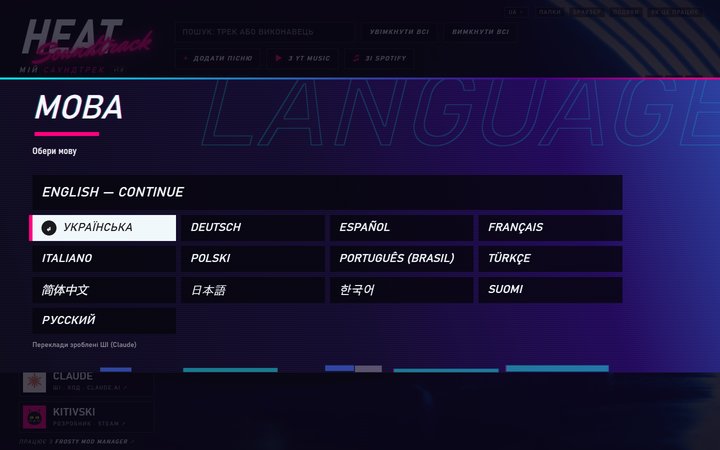 UA
ПАПКИ
БРАУЗЕР
ЯК ЦЕ ПРАЦЮЄ
HEAT
Soundtrack
МІЙ САУНДТРЕК
ПОШУК: ТРЕК АБО ВИКОНАВЕЦЬ
УВІМКНУТИ ВСІ
ВИМКНУТИ ВСІ
+ ДОДАТИ ПІСНЮ
З YT MUSIC
ЗІ SPOTIFY
МОВА
LANGUAGE
Обери мову
ENGLISH — CONTINUE
УКРАЇНСЬКА
DEUTSCH
ESPAÑOL
FRANÇAIS
ITALIANO
POLSKI
PORTUGUÊS (BRASIL)
TÜRKÇE
简体中文
日本語
한국어
SUOMI
РУССКИЙ
Переклади зроблені ШІ (Claude)
CLAUDE
ШІ · КОД · CLAUDE.AI ↗
KITIVSKI
РОЗРОБНИК · STEAM ↗
ПРАЦЮЄ З FROSTY MOD MANAGER ↗